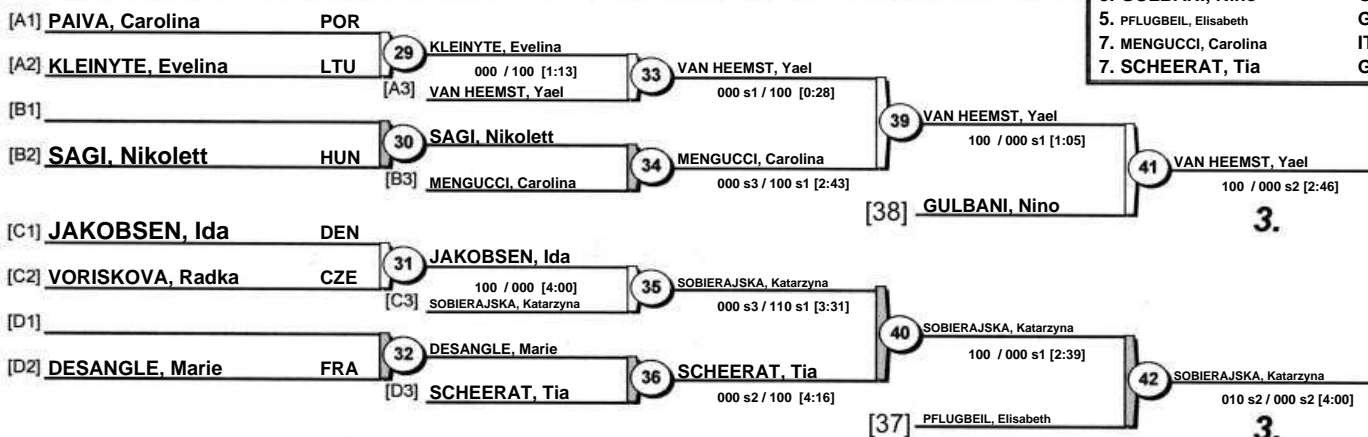 5. PFLUGBEIL, Elisabeth G
7. MENGUCCI, Carolina IT
7. SCHEERAT, Tia G
[A1] PAIVA, Carolina POR
29
KLEINYTE, Evelina
[A2] KLEINYTE, Evelina LTU
000 / 100 [1:13]
33
VAN HEEMST, Yael
[A3] VAN HEEMST, Yael
000 s1 / 100 [0:28]
39
VAN HEEMST, Yael
[B1]
30
SAGI, Nikolett
100 / 000 s1 [1:05]
[B2] SAGI, Nikolett HUN
34
MENGUCCI, Carolina
41
VAN HEEMST, Yael
[B3] MENGUCCI, Carolina
000 s3 / 100 s1 [2:43]
100 / 000 s2 [2:46]
[38] GULBANI, Nino
3.
[C1] JAKOBSEN, Ida DEN
31
JAKOBSEN, Ida
[C2] VORISKOVA, Radka CZE
100 / 000 [4:00]
35
SOBIERAJSKA, Katarzyna
[C3] SOBIERAJSKA, Katarzyna
000 s3 / 110 s1 [3:31]
40
SOBIERAJSKA, Katarzyna
[D1]
32
DESANGLE, Marie
100 / 000 s1 [2:39]
[D2] DESANGLE, Marie FRA
36
SCHEERAT, Tia
42
SOBIERAJSKA, Katarzyna
[D3] SCHEERAT, Tia
000 s2 / 100 [4:16]
010 s2 / 000 s2 [4:00]
[37] PFLUGBEIL, Elisabeth
3.